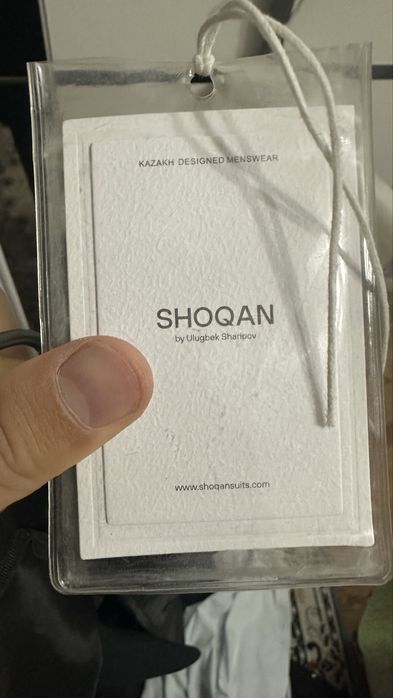 KAZAKH DESIGNED MENSWEAR
SHOQAN
by Ulugbek Sharipov
www.shoqansuits.com